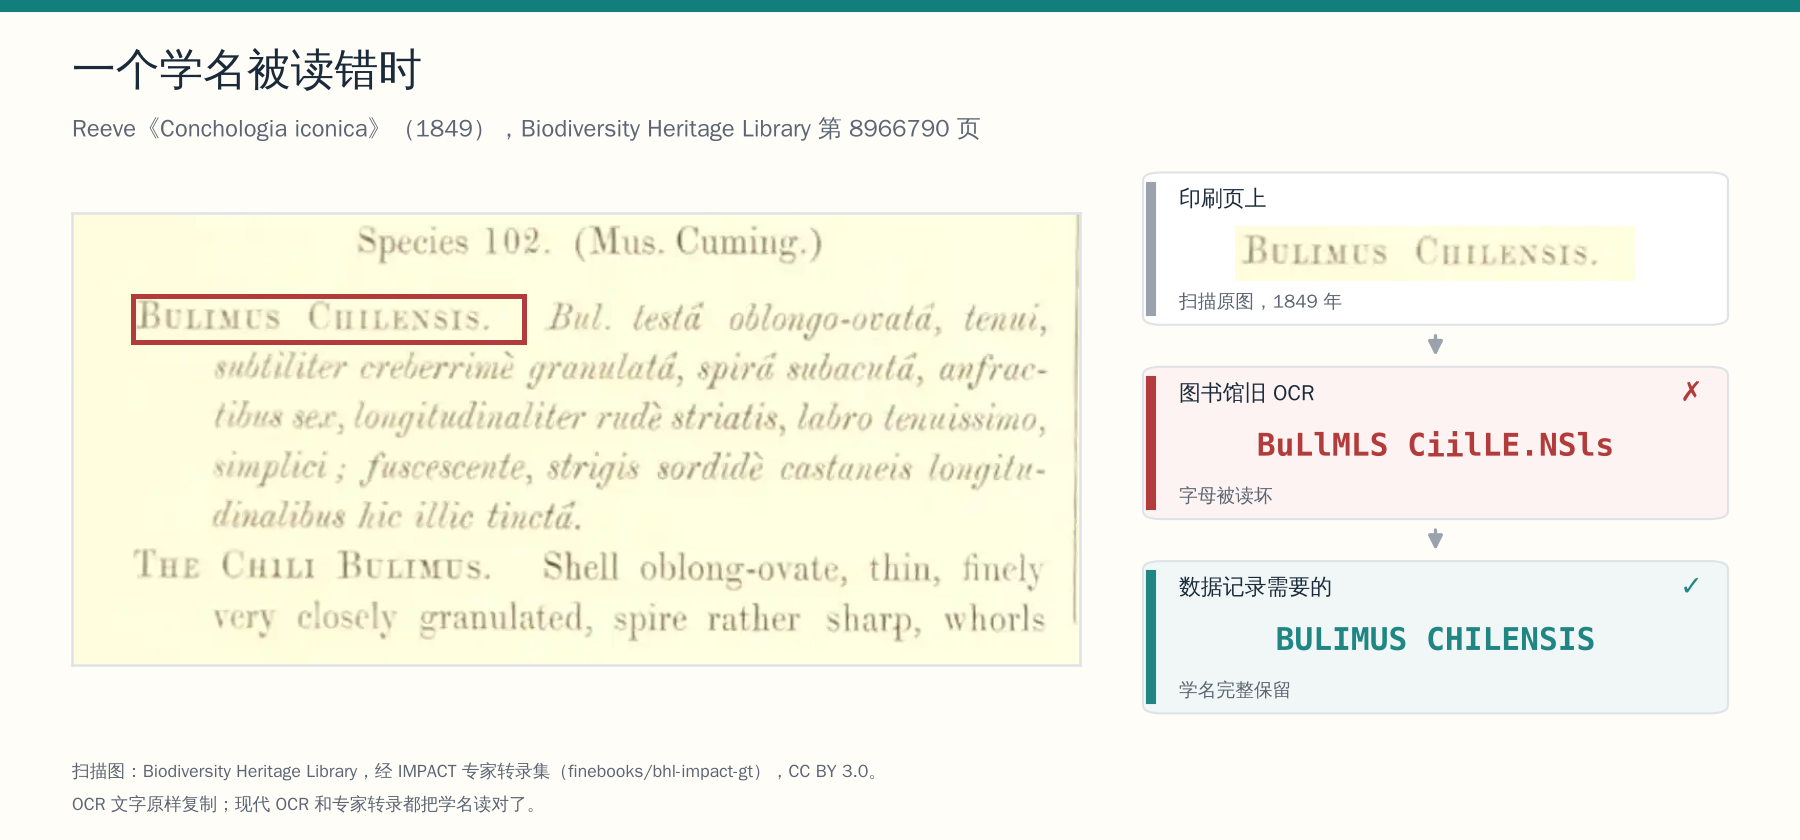 一个学名被读错时
Reeve《Conchologia iconica》（1849），Biodiversity Heritage Library 第 8966790 页
Species 102. (Mus. Cuming.)
BULIMUS CHILENSIS. Bul. testâ oblongo-ovatâ, tenui,
subtiliter creberrimè granulatâ, spirâ subacutâ, anfrac-
tibus sex, longitudinaliter rudè striatis, labro tenuissimo,
simplici; fuscescente, strigis sordidè castaneis longitu-
dinalibus hic illic tinctâ.
THE CHILI BULIMUS. Shell oblong-ovate, thin, finely
very closely granulated, spire rather sharp, whorls
印刷页上
BULIMUS CHILENSIS.
扫描原图，1849 年
图书馆旧 OCR ✗
BuLlMLS CiilLE.NSls
字母被读坏
数据记录需要的 ✓
BULIMUS CHILENSIS
学名完整保留
扫描图：Biodiversity Heritage Library，经 IMPACT 专家转录集（finebooks/bhl-impact-gt），CC BY 3.0。
OCR 文字原样复制；现代 OCR 和专家转录都把学名读对了。